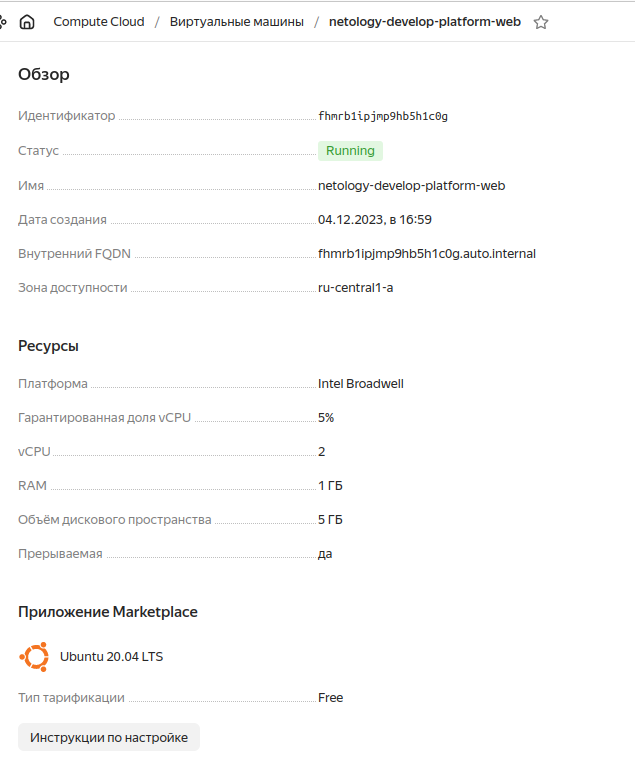 Compute Cloud / Виртуальные машины / netology-develop-platform-web
Обзор
Идентификатор fhmrb1ipjmp9hb5h1c0g
Статус Running
Имя netology-develop-platform-web
Дата создания 04.12.2023, в 16:59
Внутренний FQDN fhmrb1ipjmp9hb5h1c0g.auto.internal
Зона доступности ru-central1-a
Ресурсы
Платформа Intel Broadwell
Гарантированная доля vCPU 5%
vCPU 2
RAM 1 ГБ
Объём дискового пространства 5 ГБ
Прерываемая да
Приложение Marketplace
Ubuntu 20.04 LTS
Тип тарификации Free
Инструкции по настройке